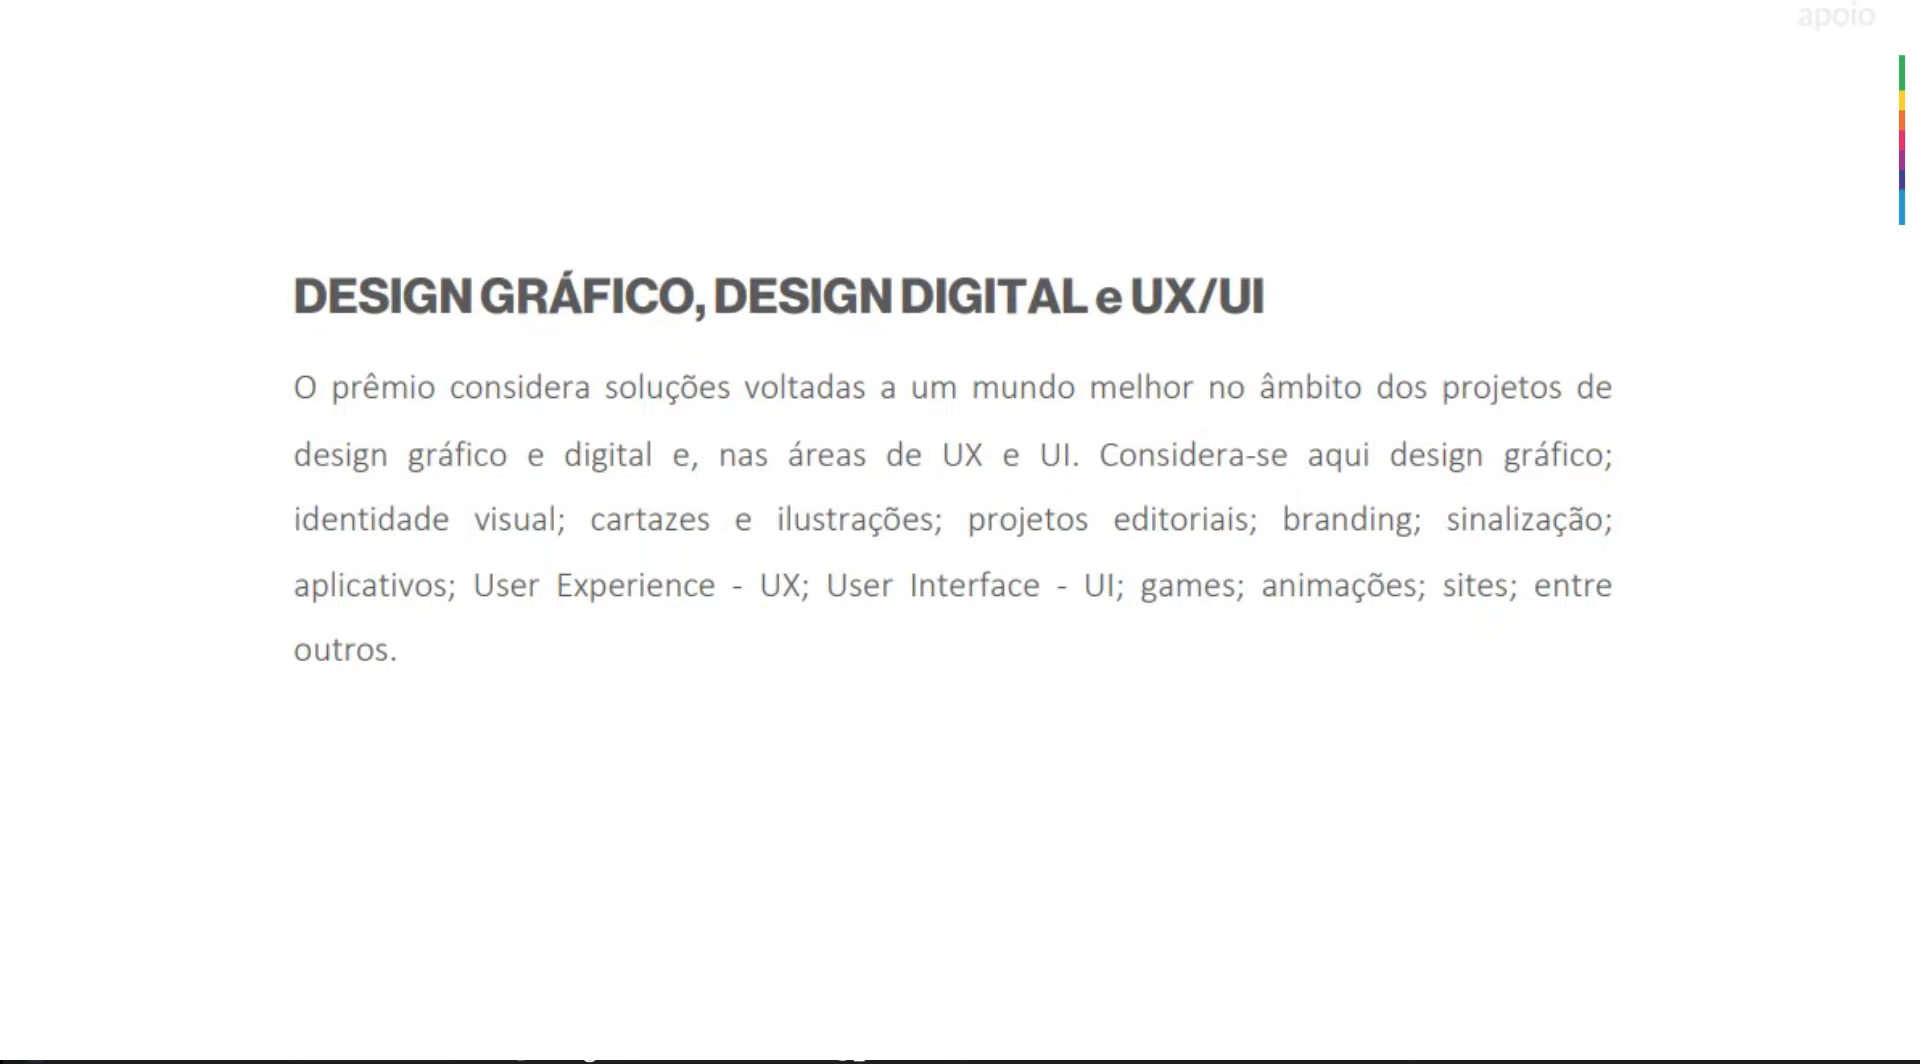 apoio
DESIGN GRÁFICO, DESIGN DIGITAL e UX/UI
O prêmio considera soluções voltadas a um mundo melhor no âmbito dos projetos de
design gráfico e digital e, nas áreas de UX e UI. Considera-se aqui design gráfico;
identidade visual; cartazes e ilustrações; projetos editoriais; branding; sinalização;
aplicativos; User Experience - UX; User Interface - UI; games; animações; sites; entre
outros.